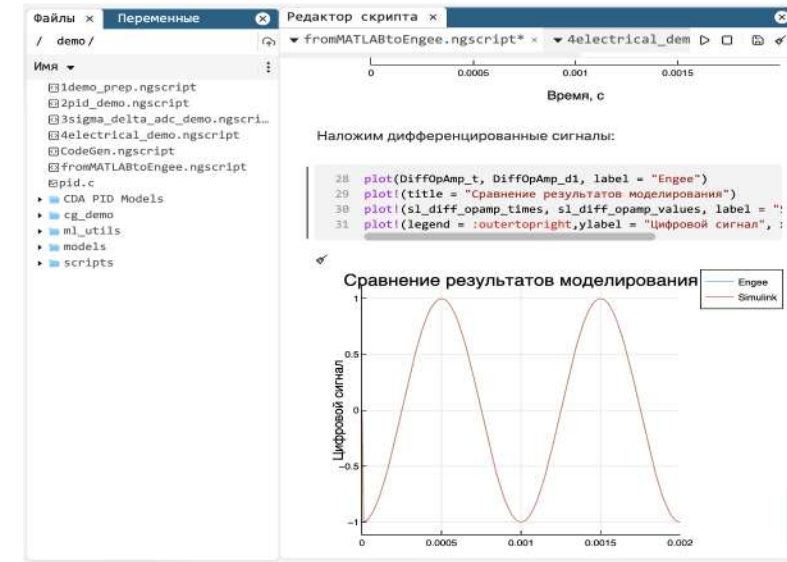 Файлы × Переменные
/ demo/
Имя
1demo_prep.ngscript
2pid_demo.ngscript
3sigma_delta_adc_demo.ngscri…
4electrical_demo.ngscript
CodeGen.ngscript
fromMATLABtoEngee.ngscript
pid.c
CDA PID Models
cg_demo
ml_utils
models
scripts
Редактор скрипта ×
fromMATLABtoEngee.ngscript* × 4electrical_dem
0 0.0005 0.001 0.0015
Время, с
Наложим дифференцированные сигналы:
28 plot(DiffOpAmp_t, DiffOpAmp_d1, label = "Engee")
29 plot!(title = "Сравнение результатов моделирования")
30 plot!(sl_diff_opamp_times, sl_diff_opamp_values, label = "
31 plot!(legend = :outertopright,ylabel = "Цифровой сигнал",
Сравнение результатов моделирования
Engee
Simulink
Цифровой сигнал
1
0.5
0
−0.5
−1
0 0.0005 0.001 0.0015 0.002